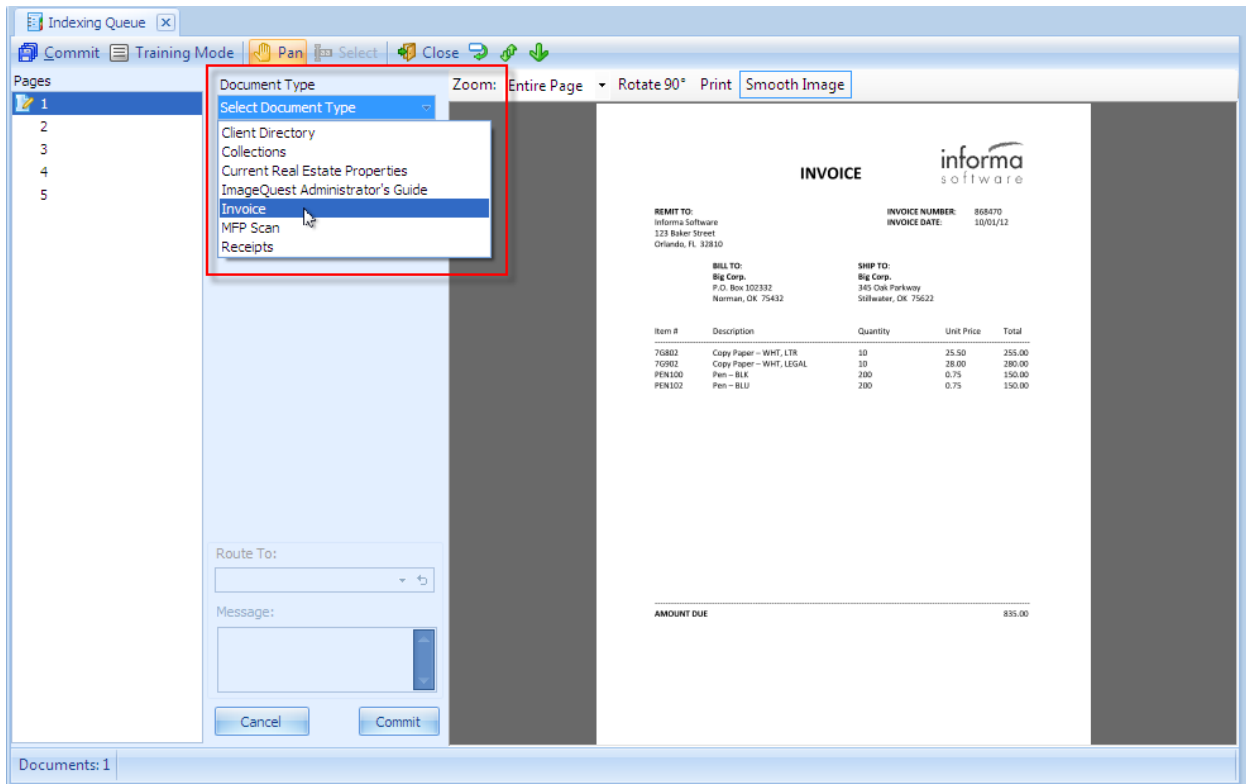 Indexing Queue
Commit Training Mode Pan Select Close
Pages
1
2
3
4
5
Document Type
Select Document Type
Client Directory
Collections
Current Real Estate Properties
ImageQuest Administrator's Guide
Invoice
MFP Scan
Receipts
Route To:
Message:
Cancel Commit
Zoom: Entire Page Rotate 90° Print Smooth Image
informa
software
INVOICE
REMIT TO: INVOICE NUMBER: 868470
Informa Software INVOICE DATE: 10/01/12
123 Baker Street
Orlando, FL 32810
BILL TO: SHIP TO:
Big Corp. Big Corp.
P.O. Box 102332 345 Oak Parkway
Norman, OK 75432 Stillwater, OK 75622
Item # Description Quantity Unit Price Total
7G802 Copy Paper – WHT, LTR 10 25.50 255.00
7G902 Copy Paper – WHT, LEGAL 10 28.00 280.00
PEN100 Pen – BLK 200 0.75 150.00
PEN102 Pen – BLU 200 0.75 150.00
AMOUNT DUE 835.00
Documents: 1